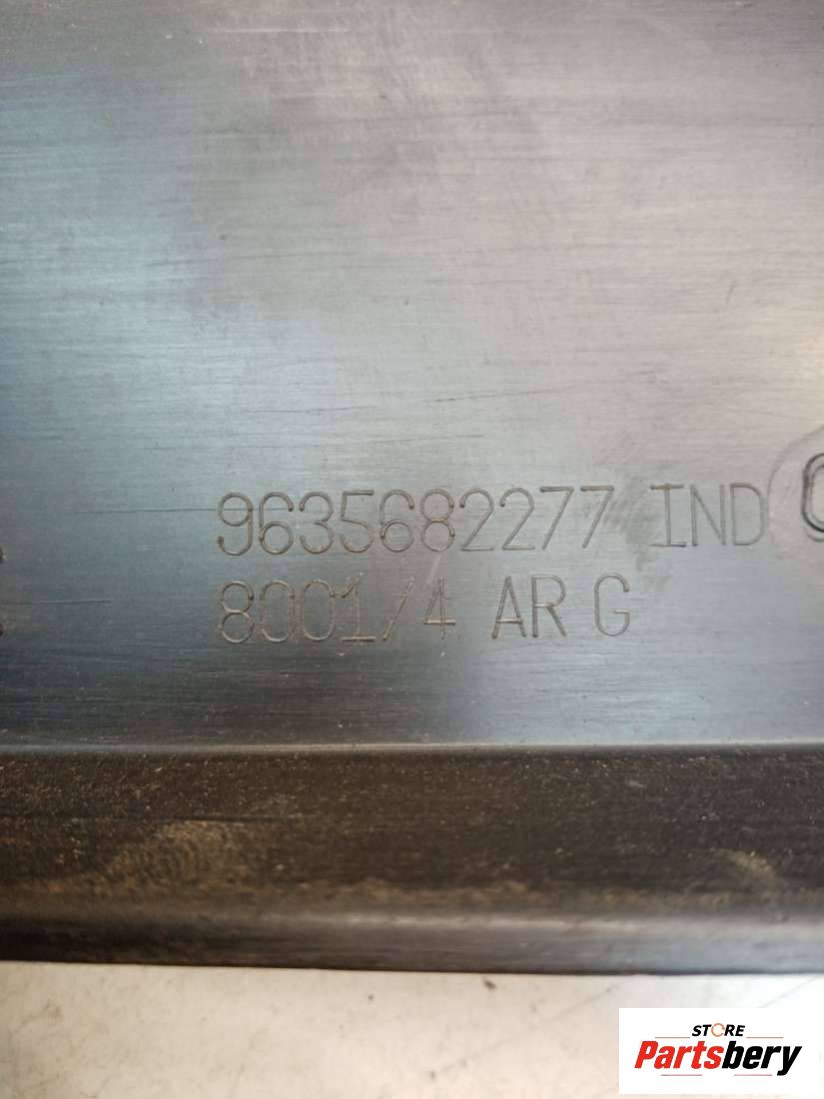 9635682277 IND
8001/4 AR G
STORE
Partsbery